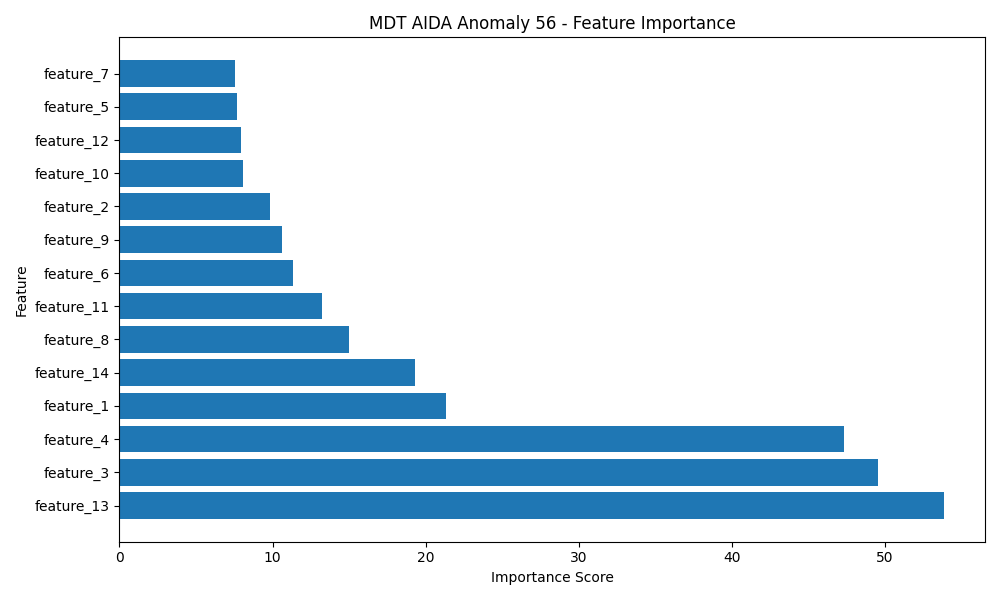 MDT AIDA Anomaly 56 - Feature Importance
feature_7
feature_5
feature_12
feature_10
feature_2
feature_9
feature_6
feature_11
feature_8
feature_14
feature_1
feature_4
feature_3
feature_13
Feature
0 10 20 30 40 50
Importance Score